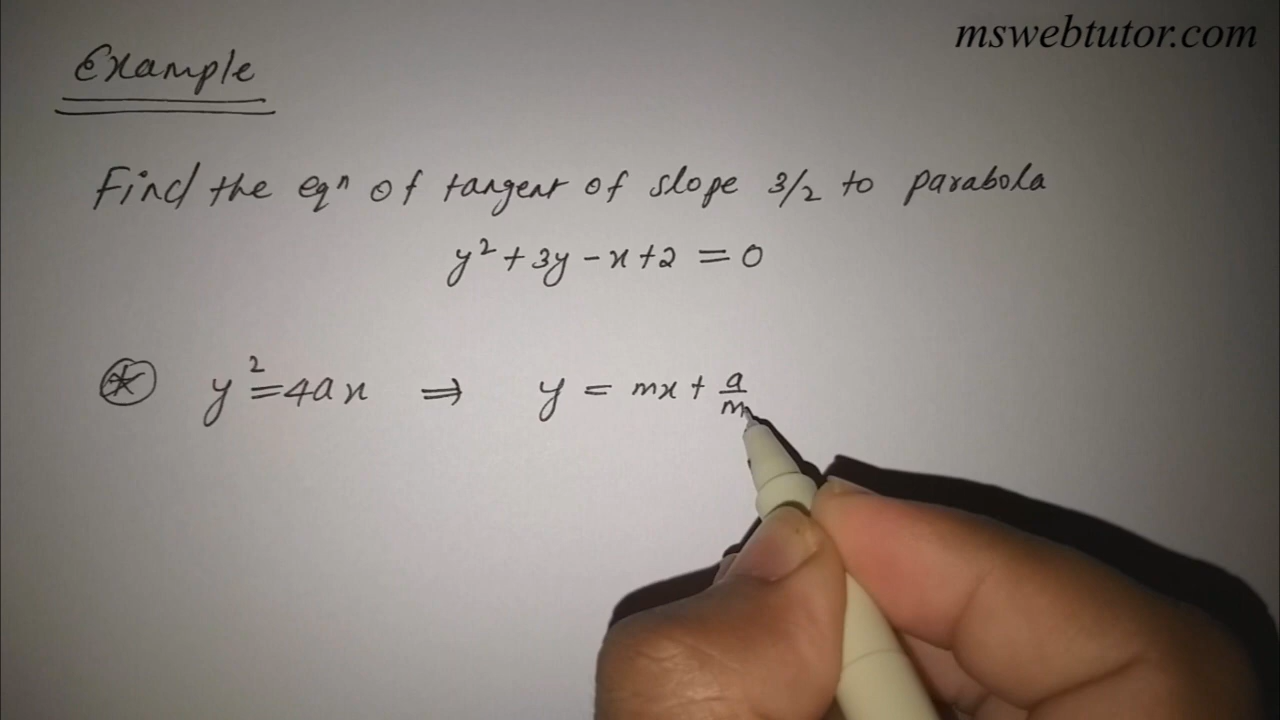 mswebtutor.com
Example
Find the eqⁿ of tangent of slope 3/2 to parabola
y² + 3y - x + 2 = 0
* y² = 4ax ⇒ y = mx + a/m